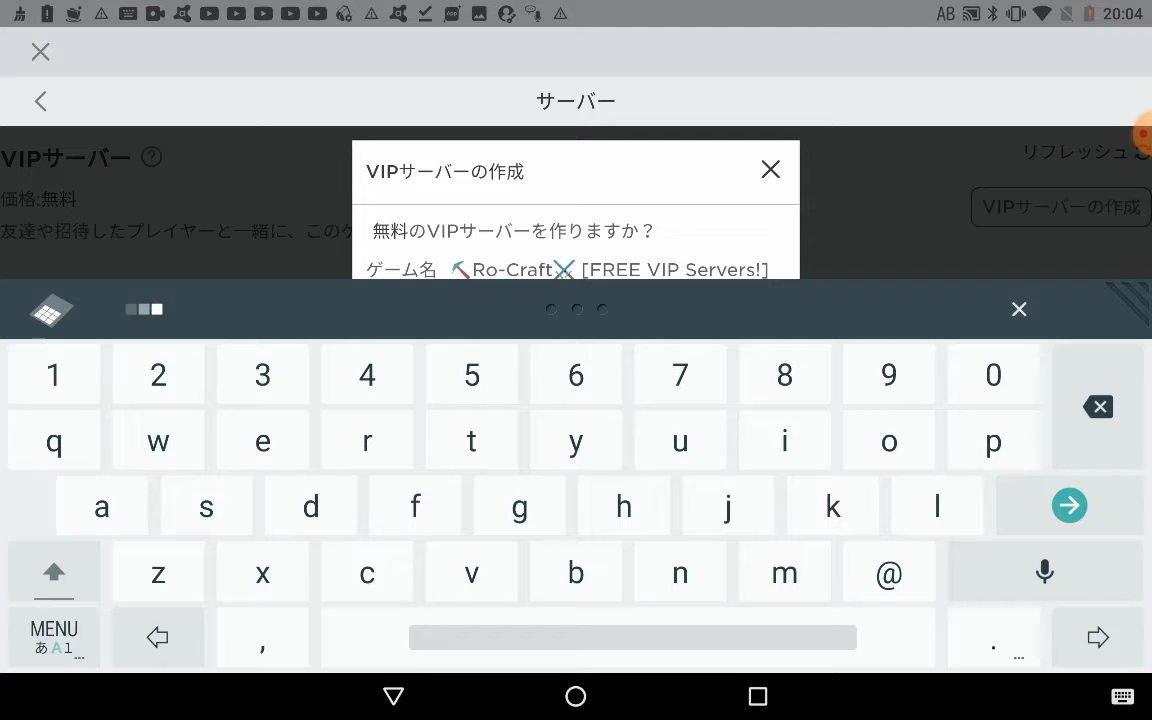 AB 20:04
サーバー
VIPサーバー ?
リフレッシュ
価格:無料
VIPサーバーの作成
友達や招待したプレイヤーと一緒に、このゲ
VIPサーバーの作成
無料のVIPサーバーを作りますか？
ゲーム名 Ro-Craft [FREE VIP Servers!]
1 2 3 4 5 6 7 8 9 0
q w e r t y u i o p
a s d f g h j k l
z x c v b n m @
MENU , . ...
あA1...